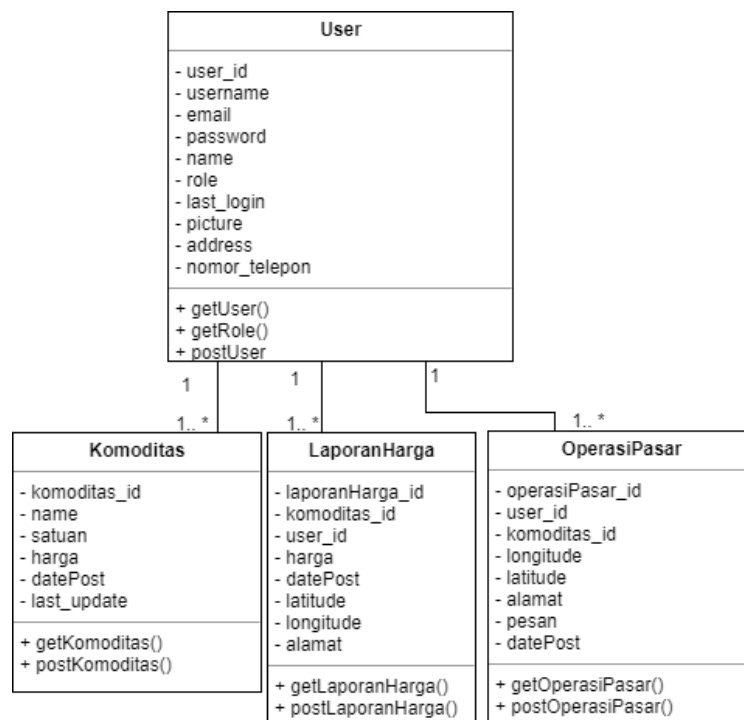 User
- user_id
- username
- email
- password
- name
- role
- last_login
- picture
- address
- nomor_telepon
+ getUser()
+ getRole()
+ postUser
1
1
1
1.. *
1.. *
1.. *
Komoditas
- komoditas_id
- name
- satuan
- harga
- datePost
- last_update
+ getKomoditas()
+ postKomoditas()
LaporanHarga
- laporanHarga_id
- komoditas_id
- user_id
- harga
- datePost
- latitude
- longitude
- alamat
+ getLaporanHarga()
+ postLaporanHarga()
OperasiPasar
- operasiPasar_id
- user_id
- komoditas_id
- longitude
- latitude
- alamat
- pesan
- datePost
+ getOperasiPasar()
+ postOperasiPasar()